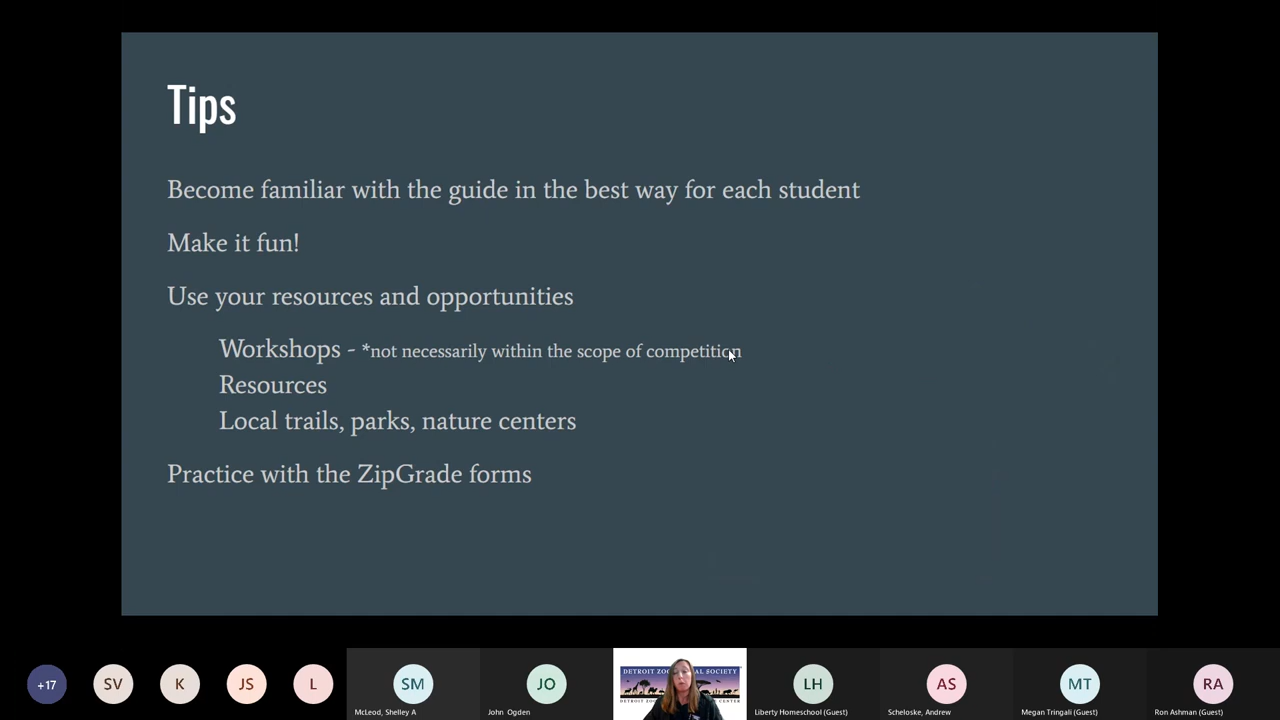 Tips
Become familiar with the guide in the best way for each student
Make it fun!
Use your resources and opportunities
Workshops - *not necessarily within the scope of competition
Resources
Local trails, parks, nature centers
Practice with the ZipGrade forms
+17
SV
K
JS
L
SM
McLeod, Shelley A
JO
John Ogden
DETROIT
LH
Liberty Homeschool (Guest)
AS
Scheloske, Andrew
MT
Megan Tringali (Guest)
RA
Ron Ashman (Guest)